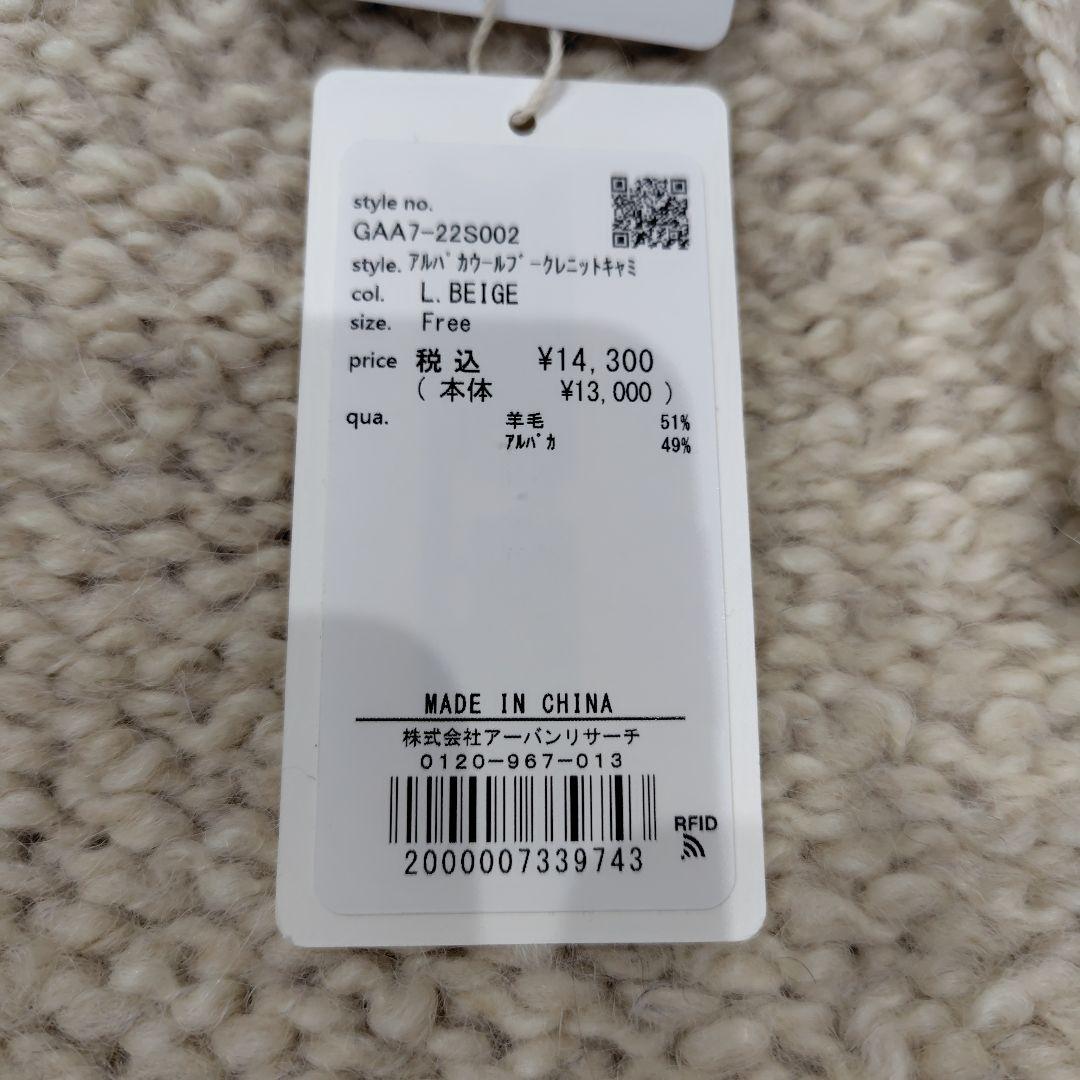 style no.
GAA7-22S002
style. ｱﾙﾊﾟｶｳｰﾙﾌﾞｰｸﾚﾆｯﾄｷｬﾐ
col. L.BEIGE
size. Free
price 税込 ¥14,300
( 本体 ¥13,000 )
qua. 羊毛 51%
ｱﾙﾊﾟｶ 49%
MADE IN CHINA
株式会社アーバンリサーチ
0120-967-013
RFID
2000007339743